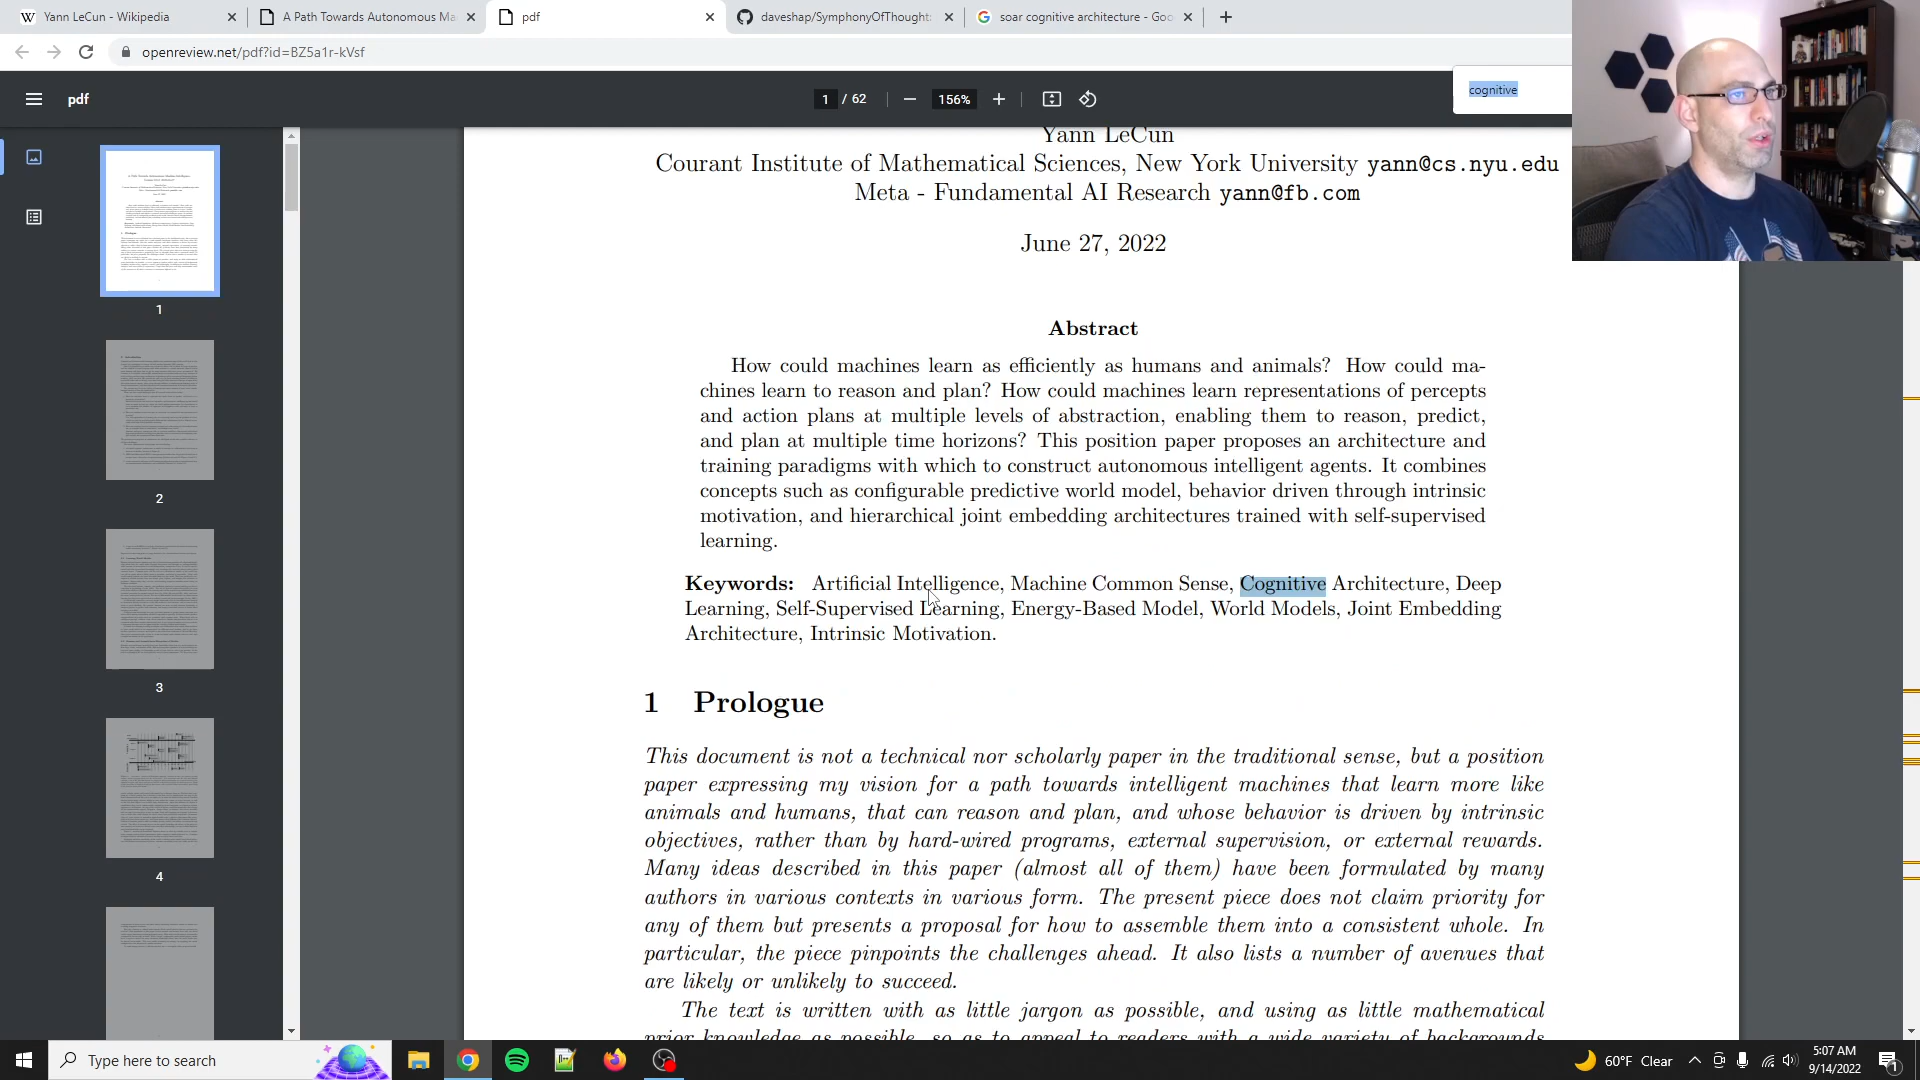 Yann LeCun - Wikipedia
A Path Towards Autonomous Ma
pdf
daveshap/SymphonyOfThought:
soar cognitive architecture - Goo
openreview.net/pdf?id=BZ5a1r-kVsf
pdf
1 / 62
156%
cognitive
Yann LeCun
Courant Institute of Mathematical Sciences, New York University yann@cs.nyu.edu
Meta - Fundamental AI Research yann@fb.com
June 27, 2022
Abstract
How could machines learn as efficiently as humans and animals? How could ma-
chines learn to reason and plan? How could machines learn representations of percepts
and action plans at multiple levels of abstraction, enabling them to reason, predict,
and plan at multiple time horizons? This position paper proposes an architecture and
training paradigms with which to construct autonomous intelligent agents. It combines
concepts such as configurable predictive world model, behavior driven through intrinsic
motivation, and hierarchical joint embedding architectures trained with self-supervised
learning.
Keywords: Artificial Intelligence, Machine Common Sense, Cognitive Architecture, Deep
Learning, Self-Supervised Learning, Energy-Based Model, World Models, Joint Embedding
Architecture, Intrinsic Motivation.
1 Prologue
This document is not a technical nor scholarly paper in the traditional sense, but a position
paper expressing my vision for a path towards intelligent machines that learn more like
animals and humans, that can reason and plan, and whose behavior is driven by intrinsic
objectives, rather than by hard-wired programs, external supervision, or external rewards.
Many ideas described in this paper (almost all of them) have been formulated by many
authors in various contexts in various form. The present piece does not claim priority for
any of them but presents a proposal for how to assemble them into a consistent whole. In
particular, the piece pinpoints the challenges ahead. It also lists a number of avenues that
are likely or unlikely to succeed.
The text is written with as little jargon as possible, and using as little mathematical
prior knowledge as possible, so as to appeal to readers with a wide variety of backgrounds
1
2
3
4
Type here to search
60°F Clear
5:07 AM
9/14/2022
1